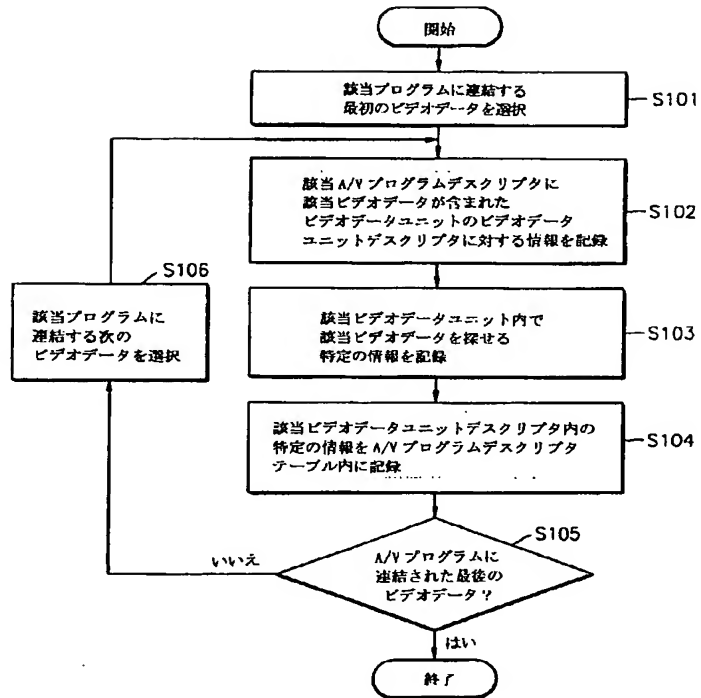 開始
該当プログラムに連結する
最初のビデオデータを選択
S101
該当 A/V プログラムデスクリプタに
該当ビデオデータが含まれた
ビデオデータユニットのビデオデータ
ユニットデスクリプタに対する情報を記録
S102
S106
該当プログラムに
連結する次の
ビデオデータを選択
該当ビデオデータユニット内で
該当ビデオデータを探せる
特定の情報を記録
S103
該当ビデオデータユニットデスクリプタ内の
特定の情報を A/V プログラムデスクリプタ
テーブル内に記録
S104
S105
いいえ
A/V プログラムに
連結された最後の
ビデオデータ?
はい
終了